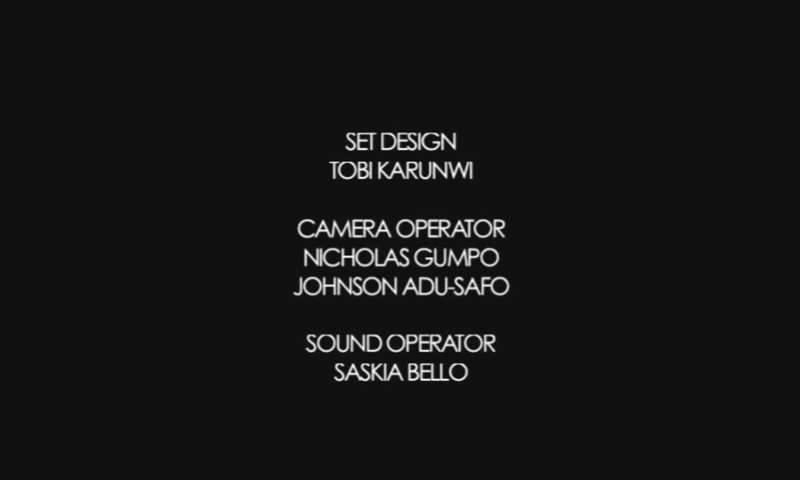 SET DESIGN
TOBI KARUNWI
CAMERA OPERATOR
NICHOLAS GUMPO
JOHNSON ADU-SAFO
SOUND OPERATOR
SASKIA BELLO